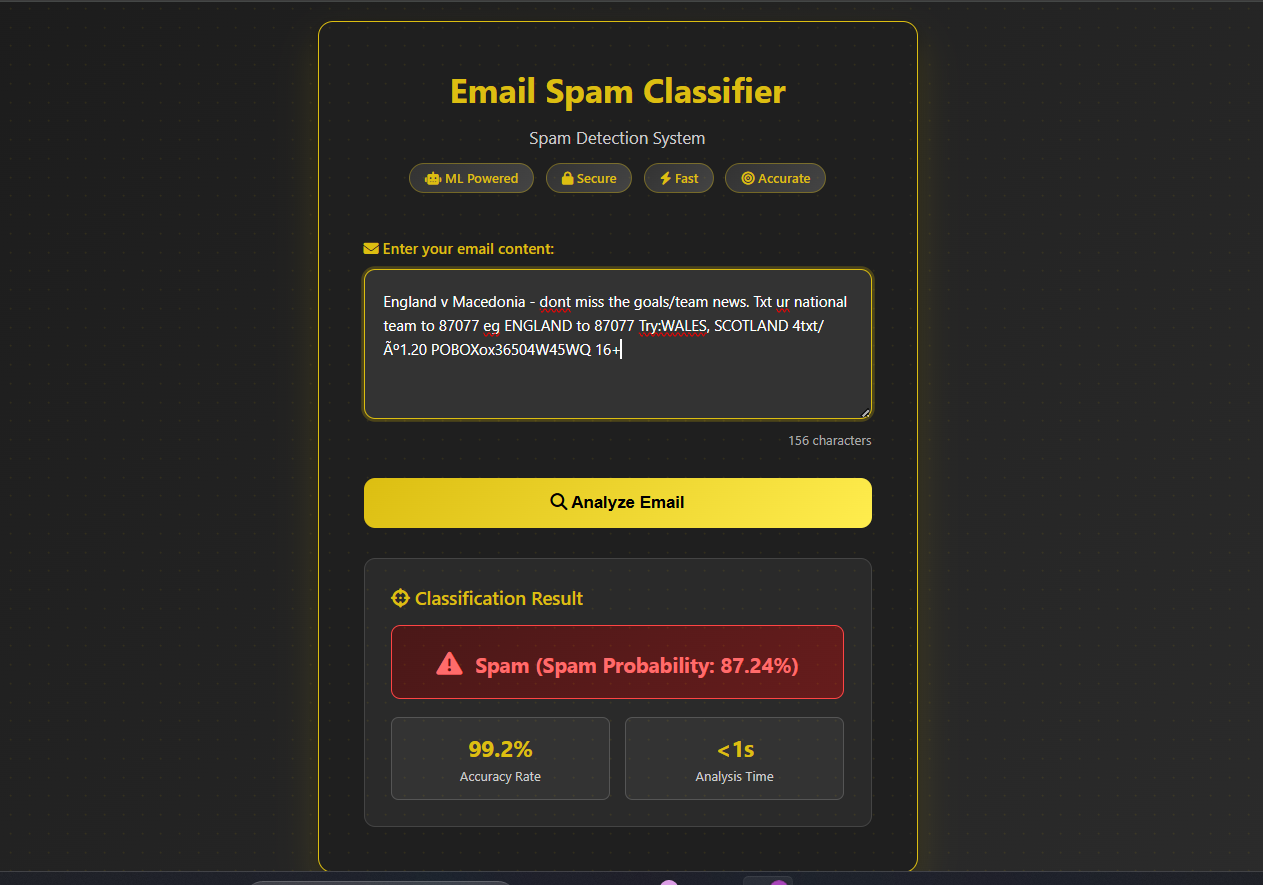 Email Spam Classifier
Spam Detection System
ML Powered
Secure
Fast
Accurate
Enter your email content:
England v Macedonia - dont miss the goals/team news. Txt ur national
team to 87077 eg ENGLAND to 87077 Try:WALES, SCOTLAND 4txt/
Ãº1.20 POBOXox36504W45WQ 16+
156 characters
Analyze Email
Classification Result
Spam (Spam Probability: 87.24%)
99.2%
Accuracy Rate
<1s
Analysis Time